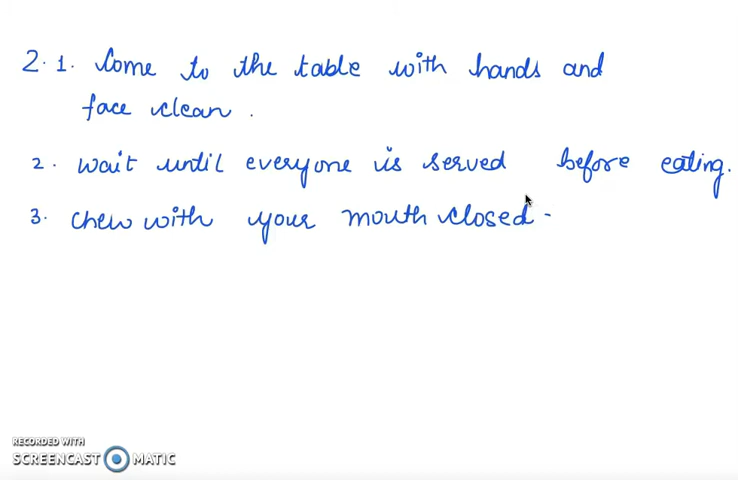 2. 1. Come to the table with hands and
face clean.
2. wait until everyone is served before eating.
3. chew with your mouth closed -
RECORDED WITH
SCREENCAST MATIC